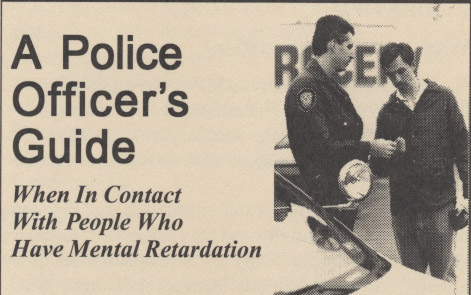 A Police
Officer's
Guide
When In Contact
With People Who
Have Mental Retardation